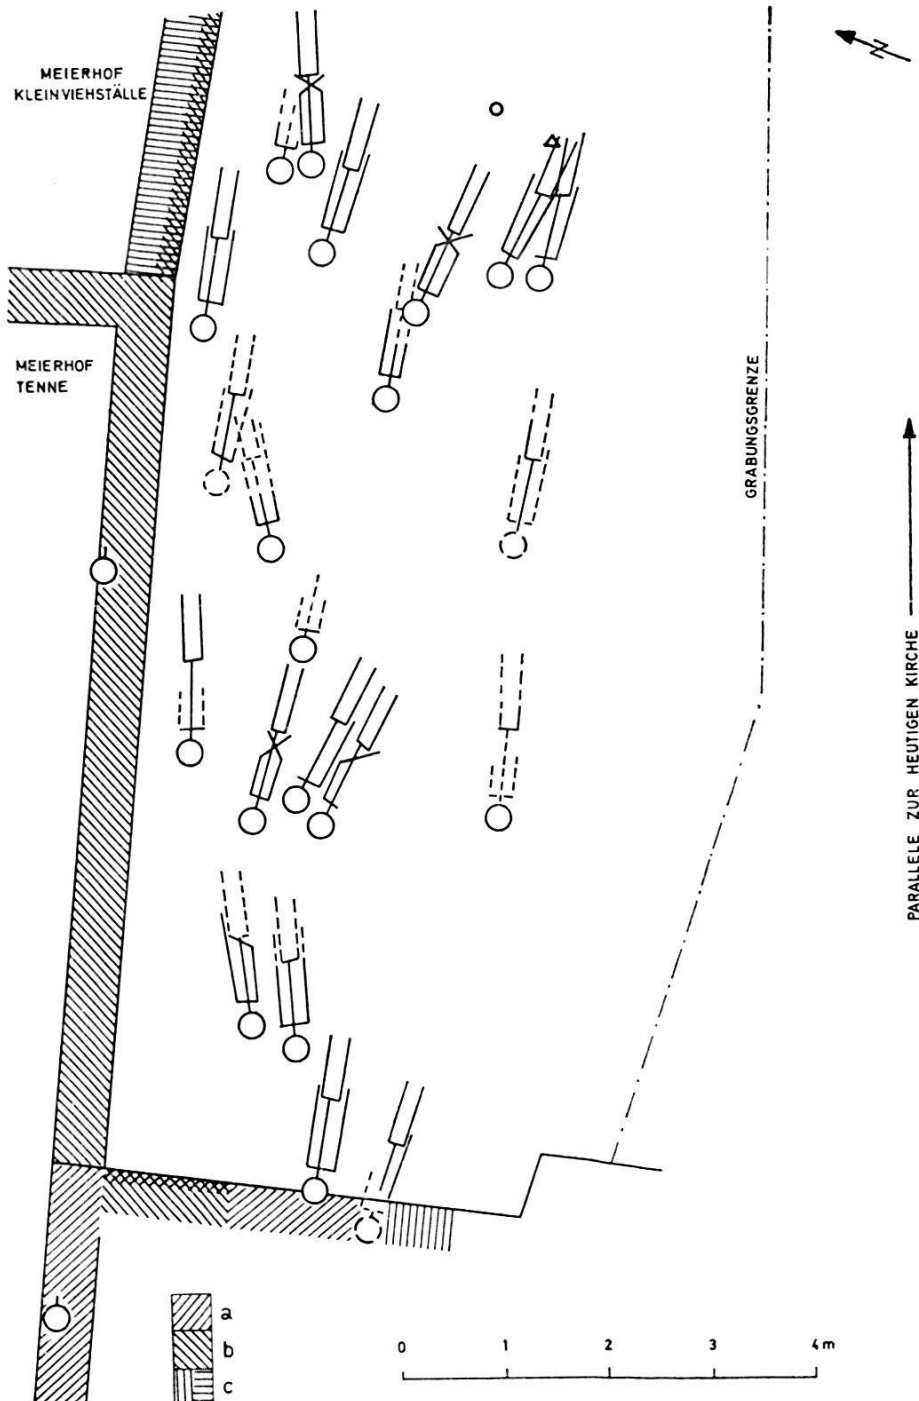 MEIERHOF
KLEINVIEHSTÄLLE
N
MEIERHOF
TENNE
GRABUNGSGRENZE
PARALLELE ZUR HEUTIGEN KIRCHE
a
b
c
0 1 2 3 4 m